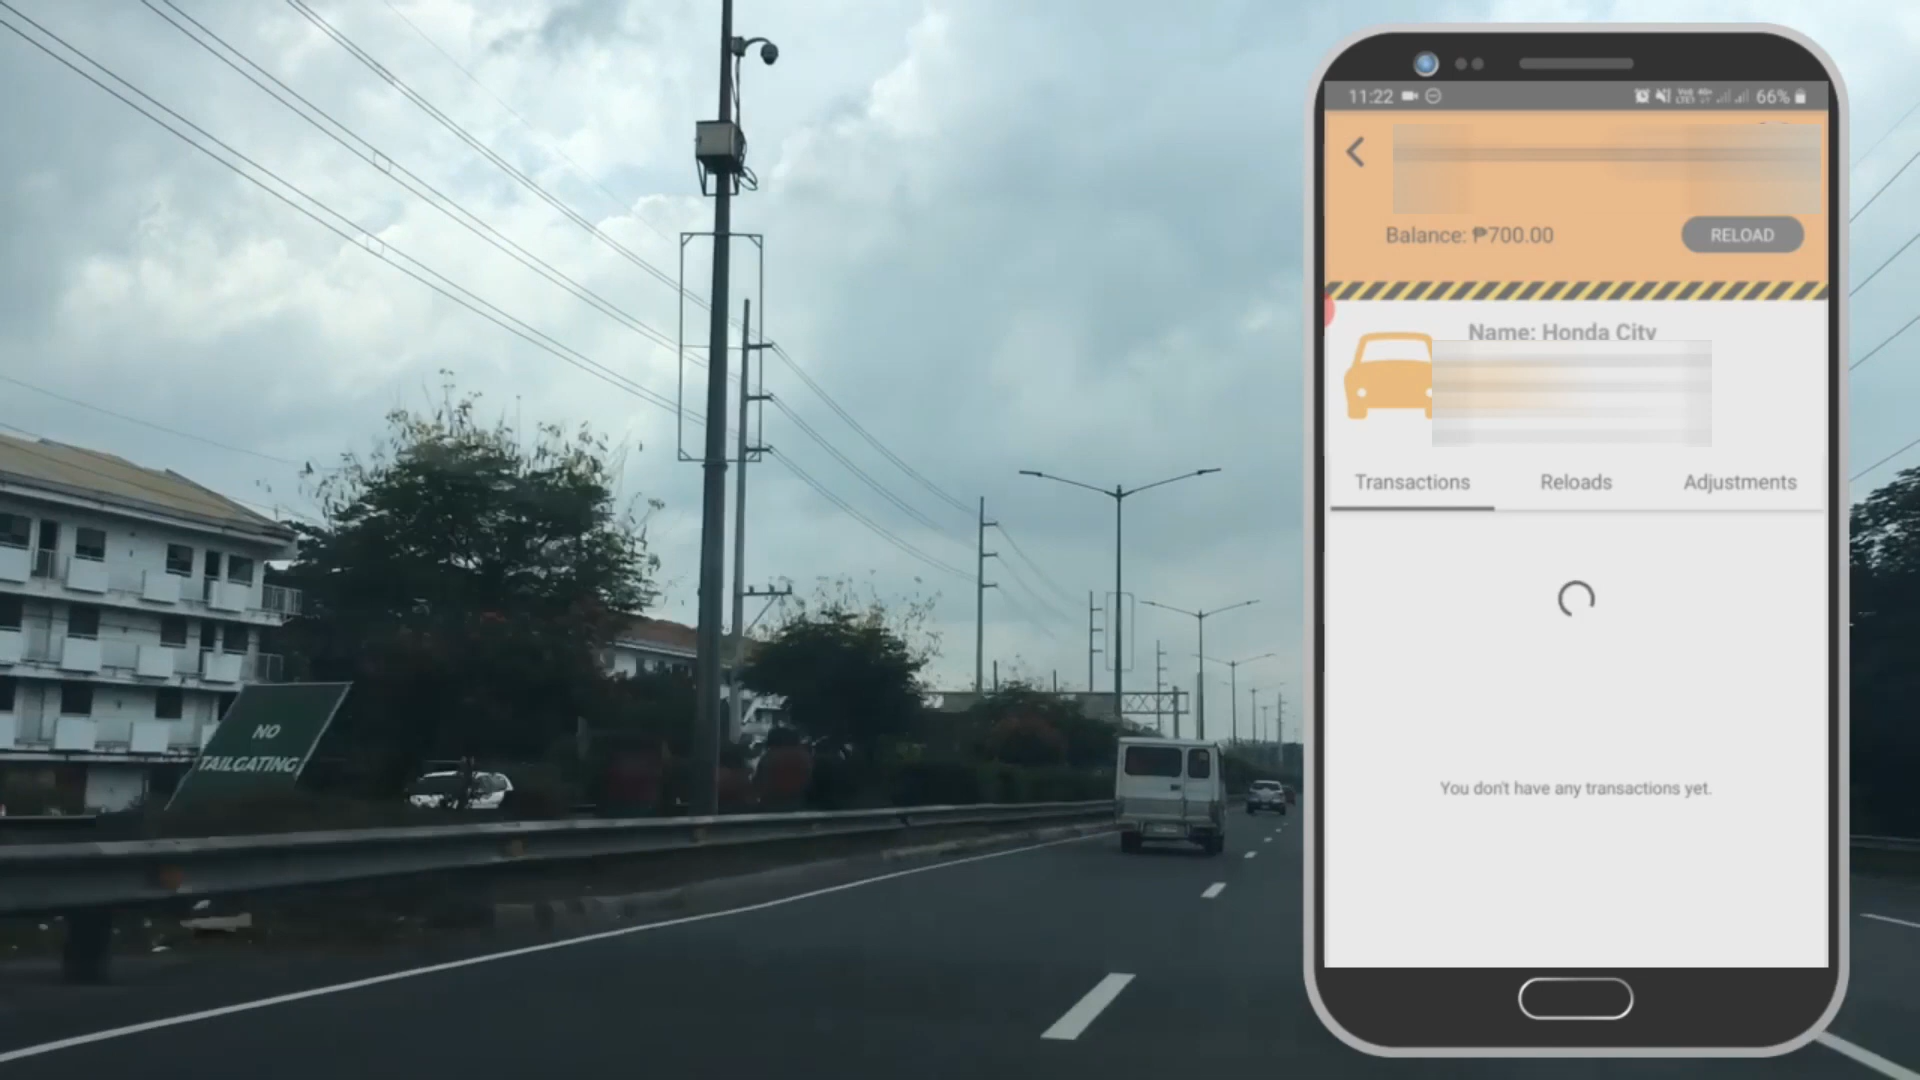 NO
TAILGATING
11:22
66%
Balance: ₱700.00
RELOAD
Name: Honda City
Transactions
Reloads
Adjustments
You don't have any transactions yet.